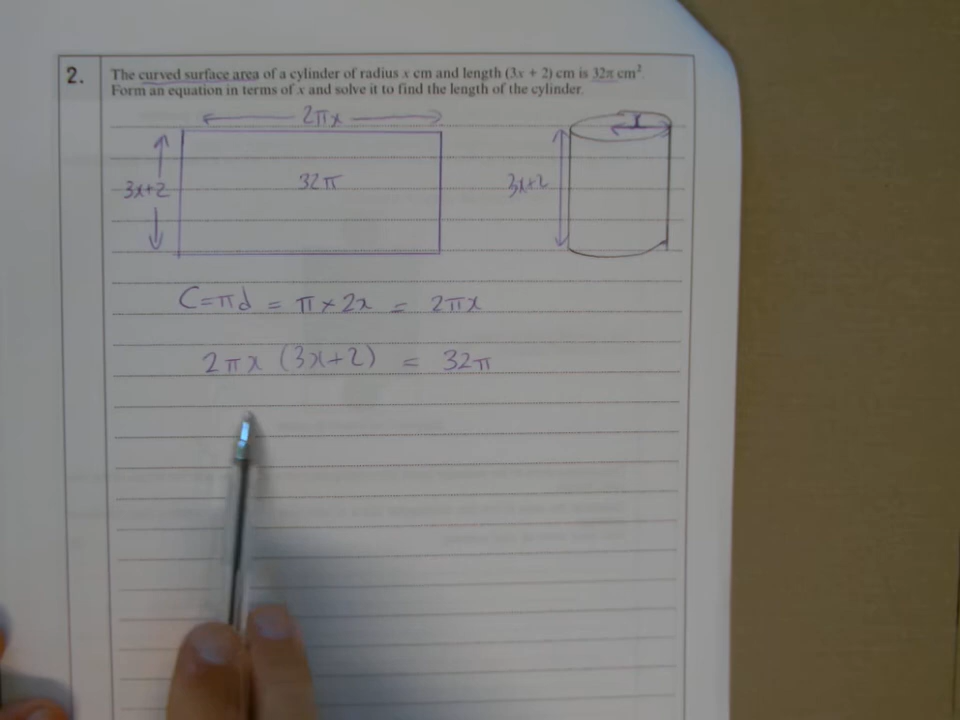 2. The curved surface area of a cylinder of radius x cm and length (3x + 2) cm is 32π cm²
Form an equation in terms of x and solve it to find the length of the cylinder.
2πx
x
3x+2
32π
3x+2
C=πd = π×2x = 2πx
2πx (3x+2) = 32π